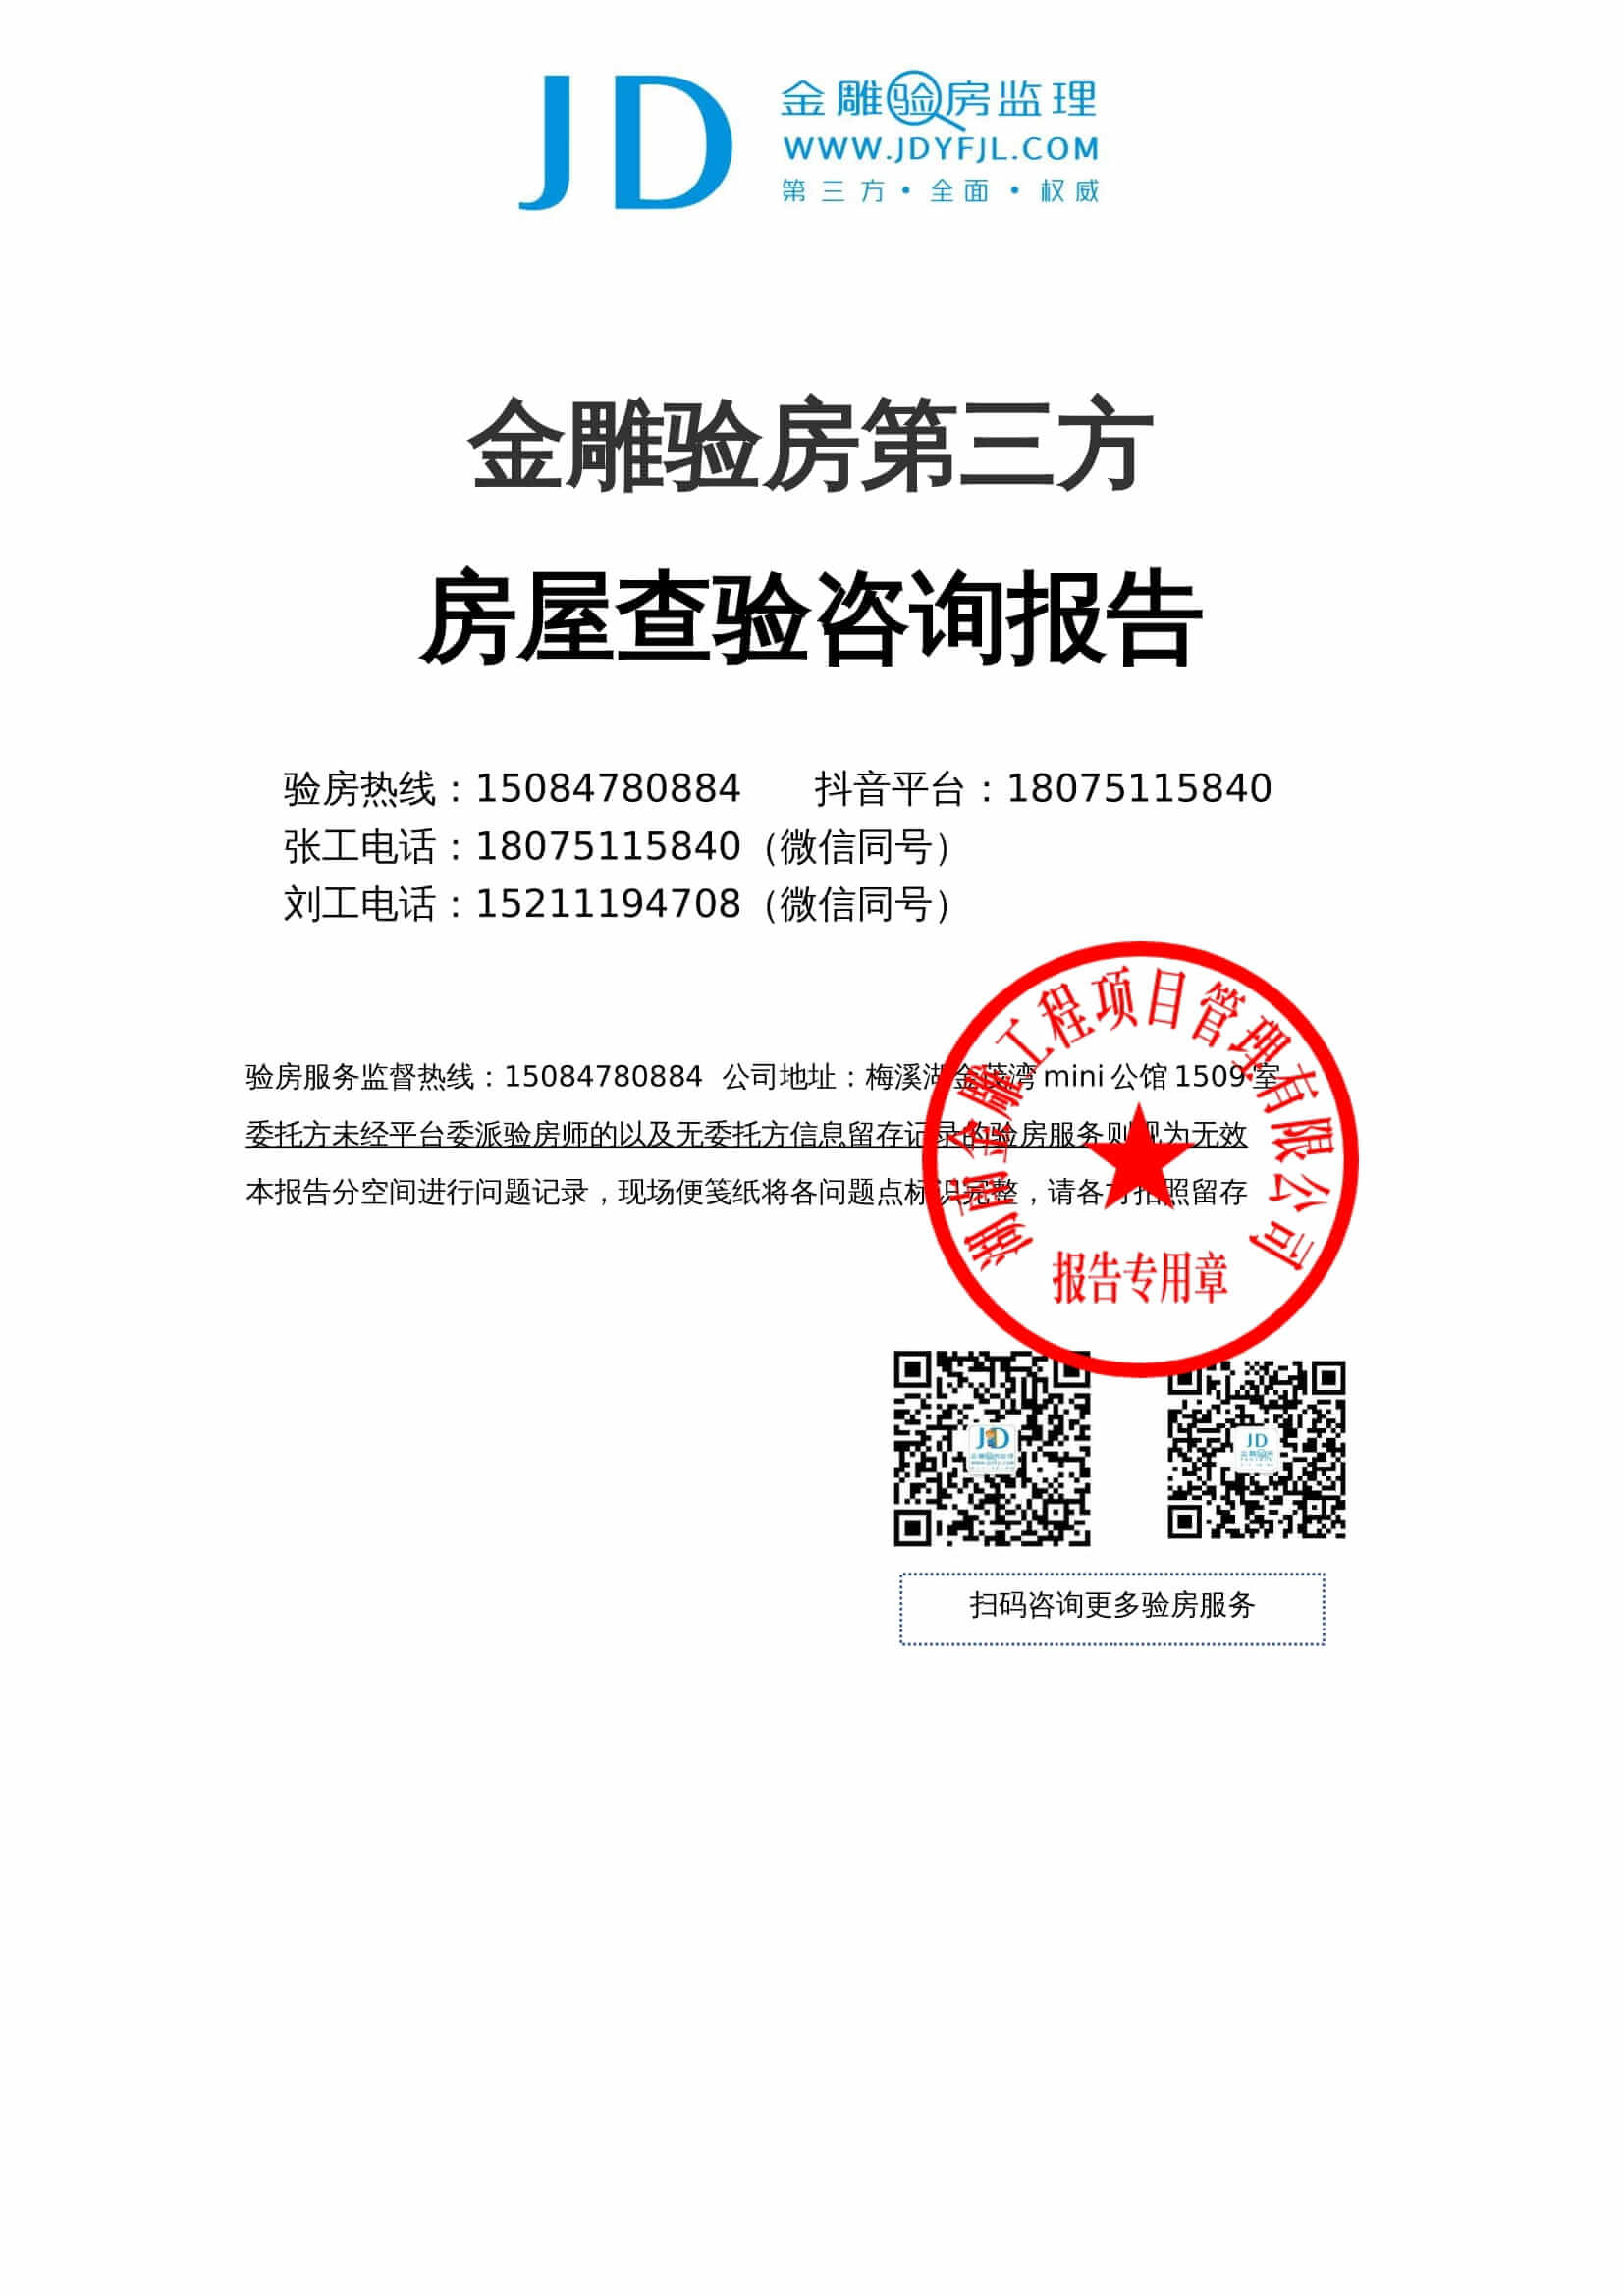 JD
金雕验房监理
WWW.JDYFJL.COM
第三方·全面·权威
金雕验房第三方
房屋查验咨询报告
验房热线：15084780884 抖音平台：18075115840
张工电话：18075115840（微信同号）
刘工电话：15211194708（微信同号）
验房服务监督热线：15084780884 公司地址：梅溪湖金茂湾 mini 公馆 1509 室
委托方未经平台委派验房师的以及无委托方信息留存记录的验房服务则视为无效
本报告分空间进行问题记录，现场便笺纸将各问题点标识完整，请各方拍照留存
湖南金雕工程项目管理有限公司
报告专用章
JD
JD
扫码咨询更多验房服务